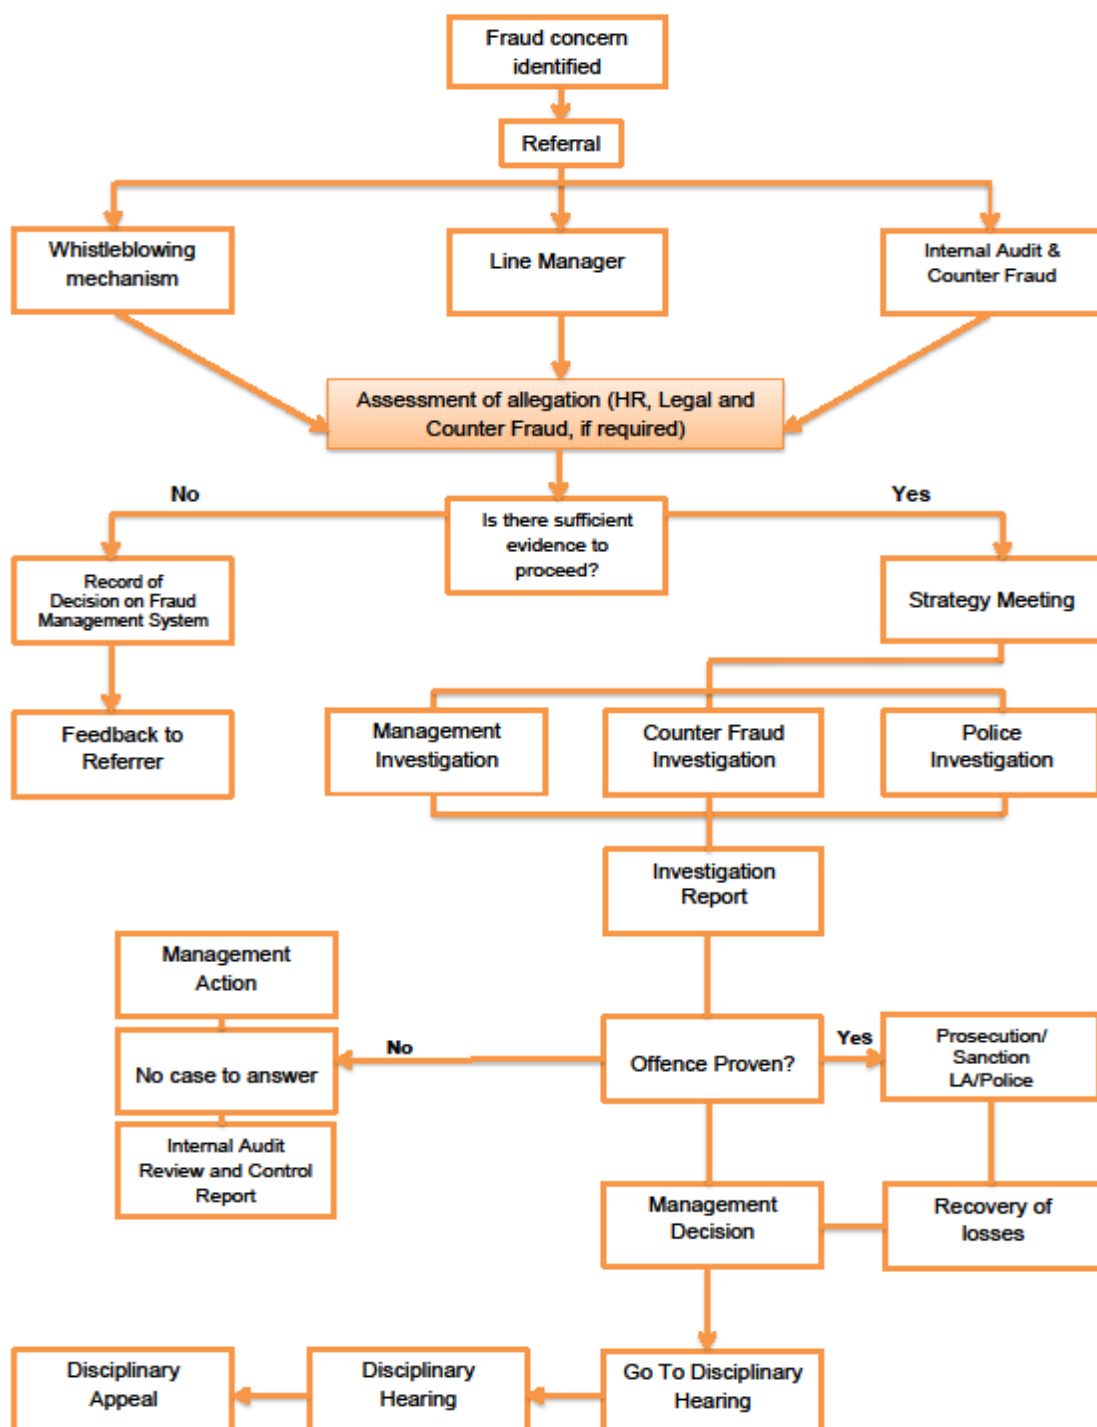 Fraud concern
identified
Referral
Whistleblowing
mechanism
Line Manager
Internal Audit &
Counter Fraud
Assessment of allegation (HR, Legal and
Counter Fraud, if required)
No
Yes
Is there sufficient
evidence to
proceed?
Record of
Decision on Fraud
Management System
Strategy Meeting
Feedback to
Referrer
Management
Investigation
Counter Fraud
Investigation
Police
Investigation
Investigation
Report
Management
Action
No case to answer
Internal Audit
Review and Control
Report
No
Offence Proven?
Yes
Prosecution/
Sanction
LA/Police
Management
Decision
Recovery of
losses
Disciplinary
Appeal
Disciplinary
Hearing
Go To Disciplinary
Hearing